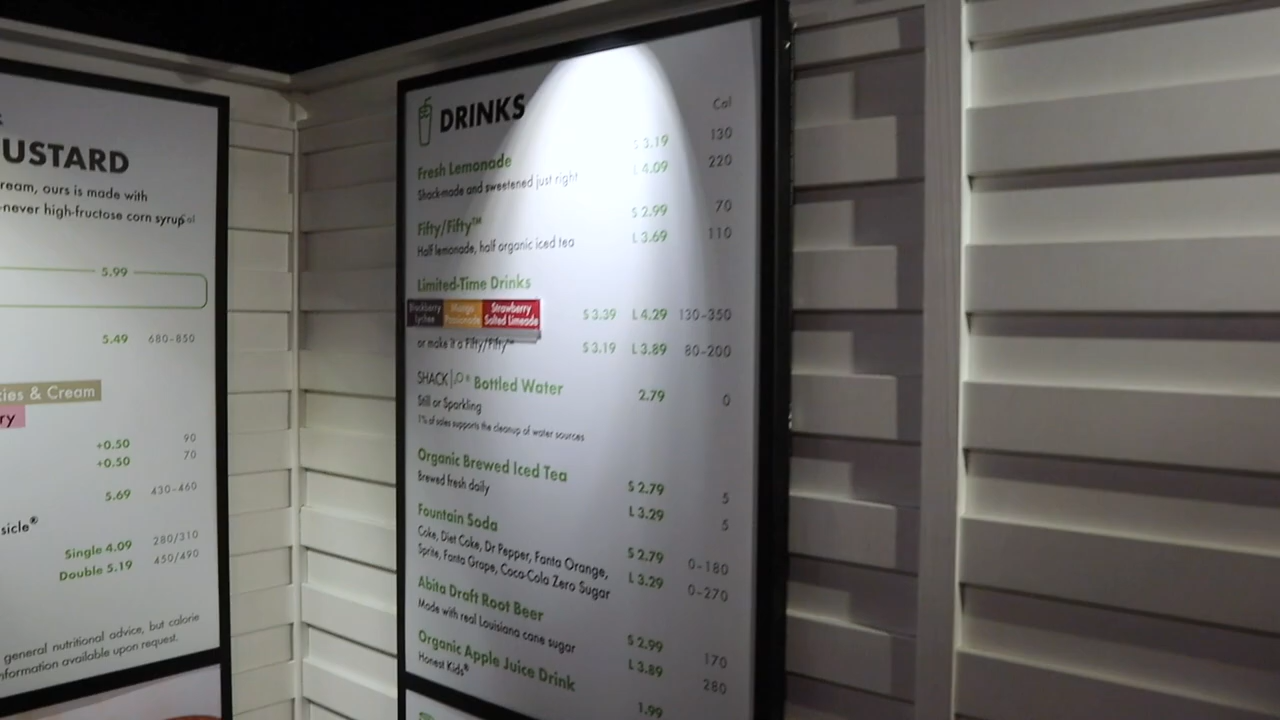 USTARD
ream, ours is made with
-never high-fructose corn syrup
Cal
5.99
5.49 680-850
ies & Cream
ry
+0.50 90
+0.50 70
5.69 430-460
sicle®
Single 4.09 280/310
Double 5.19 450/490
general nutritional advice, but calorie
nformation available upon request.
DRINKS
Cal
Fresh Lemonade S 3.19 130
Shack-made and sweetened just right L 4.09 220
Fifty/Fifty™ S 2.99 70
Half lemonade, half organic iced tea L 3.69 110
Limited-Time Drinks
Blackberry Lychee
Mango Passionade
Strawberry Salted Limeade
S 3.39 L 4.29 130-350
or make it a Fifty/Fifty™ S 3.19 L 3.89 80-200
SHACK2O® Bottled Water 2.79 0
Still or Sparkling
1% of sales supports the cleanup of water sources
Organic Brewed Iced Tea S 2.79 5
Brewed fresh daily L 3.29 5
Fountain Soda S 2.79 0-180
Coke, Diet Coke, Dr Pepper, Fanta Orange, L 3.29 0-270
Sprite, Fanta Grape, Coca-Cola Zero Sugar
Abita Draft Root Beer S 2.99 170
Made with real Louisiana cane sugar L 3.89 280
Organic Apple Juice Drink 1.99
Honest Kids®